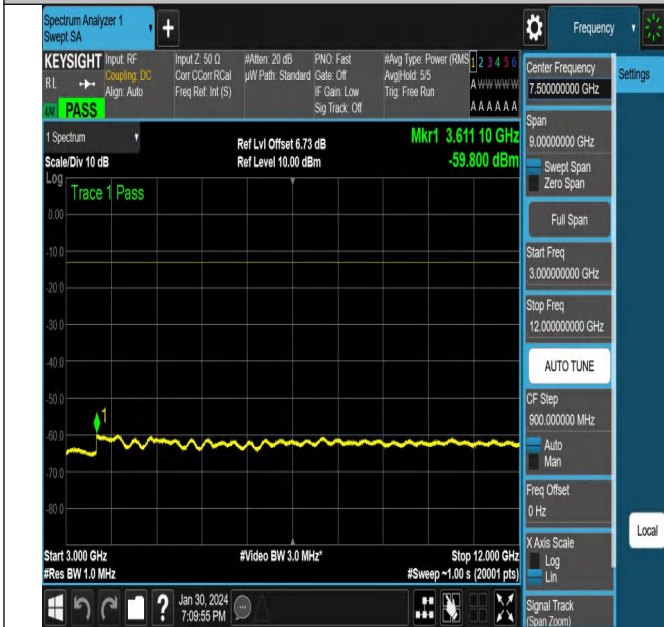 Spectrum Analyzer 1
Swept SA
Frequency
KEYSIGHT
RL
LXI
PASS
Input: RF
Coupling: DC
Align: Auto
Input Z: 50 Ω
Corr CCorr RCal
Freq Ref: Int (S)
#Atten: 20 dB
µW Path: Standard
PNO: Fast
Gate: Off
IF Gain: Low
Sig Track: Off
#Avg Type: Power (RMS
Avg|Hold: 5/5
Trig: Free Run
1 2 3 4 5 6
A W W W W W
A A A A A A
1 Spectrum
Scale/Div 10 dB
Ref Lvl Offset 6.73 dB
Ref Level 10.00 dBm
Mkr1 3.611 10 GHz
-59.800 dBm
Log
Trace 1 Pass
0.00
-10.0
-20.0
-30.0
-40.0
-50.0
-60.0
-70.0
-80.0
1
Start 3.000 GHz
#Res BW 1.0 MHz
#Video BW 3.0 MHz*
Stop 12.000 GHz
#Sweep ~1.00 s (20001 pts)
Jan 30, 2024
7:09:55 PM
Center Frequency
7.500000000 GHz
Settings
Span
9.00000000 GHz
Swept Span
Zero Span
Full Span
Start Freq
3.000000000 GHz
Stop Freq
12.000000000 GHz
AUTO TUNE
CF Step
900.000000 MHz
Auto
Man
Freq Offset
0 Hz
X Axis Scale
Log
Lin
Local
Signal Track
(Span Zoom)